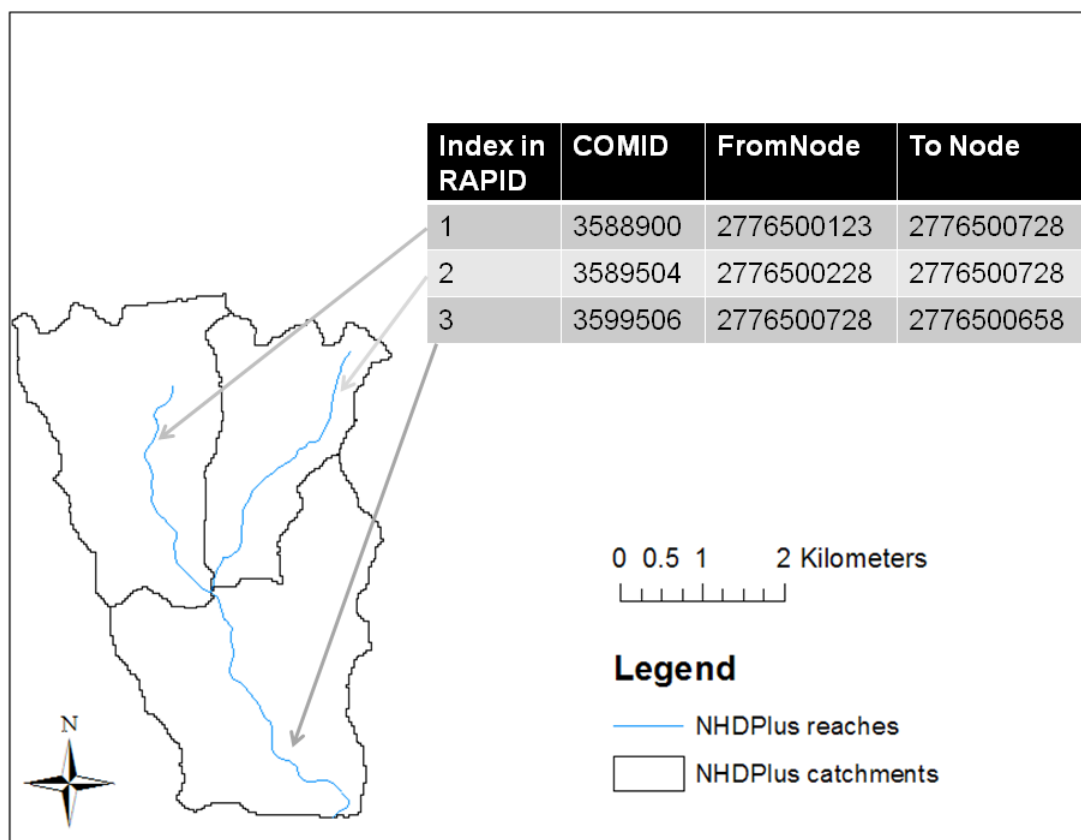 Index in RAPID COMID FromNode To Node
1 3588900 2776500123 2776500728
2 3589504 2776500228 2776500728
3 3599506 2776500728 2776500658
0 0.5 1 2 Kilometers
Legend
NHDPlus reaches
NHDPlus catchments
N